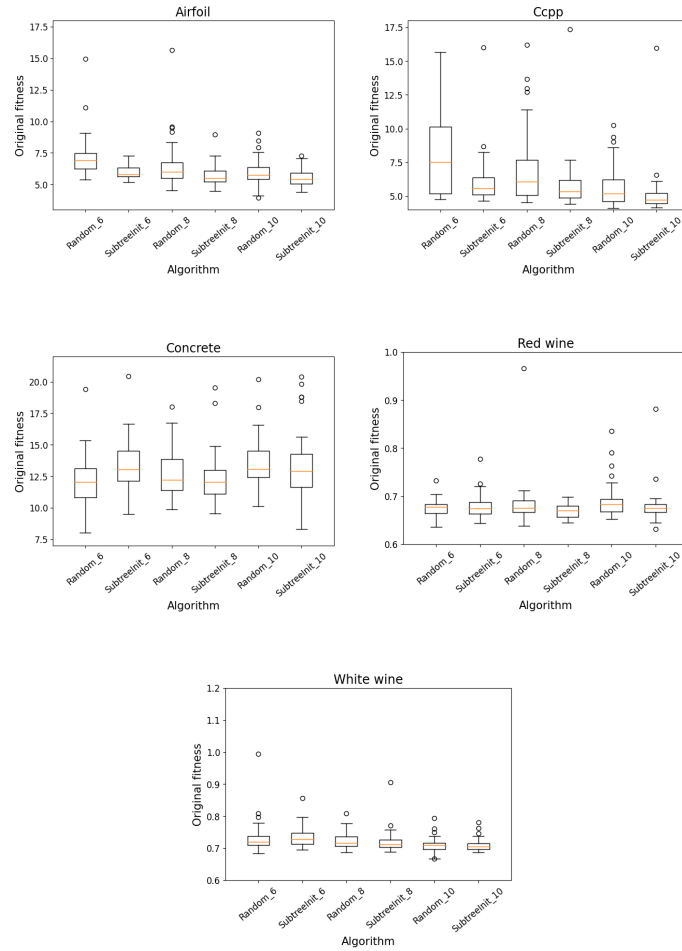 Airfoil
Original fitness
17.5
15.0
12.5
10.0
7.5
5.0
Random_6
SubtreeInit_6
Random_8
SubtreeInit_8
Random_10
SubtreeInit_10
Algorithm
Ccpp
Original fitness
17.5
15.0
12.5
10.0
7.5
5.0
Random_6
SubtreeInit_6
Random_8
SubtreeInit_8
Random_10
SubtreeInit_10
Algorithm
Concrete
Original fitness
20.0
17.5
15.0
12.5
10.0
7.5
Random_6
SubtreeInit_6
Random_8
SubtreeInit_8
Random_10
SubtreeInit_10
Algorithm
Red wine
Original fitness
1.0
0.9
0.8
0.7
0.6
Random_6
SubtreeInit_6
Random_8
SubtreeInit_8
Random_10
SubtreeInit_10
Algorithm
White wine
Original fitness
1.2
1.1
1.0
0.9
0.8
0.7
0.6
Random_6
SubtreeInit_6
Random_8
SubtreeInit_8
Random_10
SubtreeInit_10
Algorithm